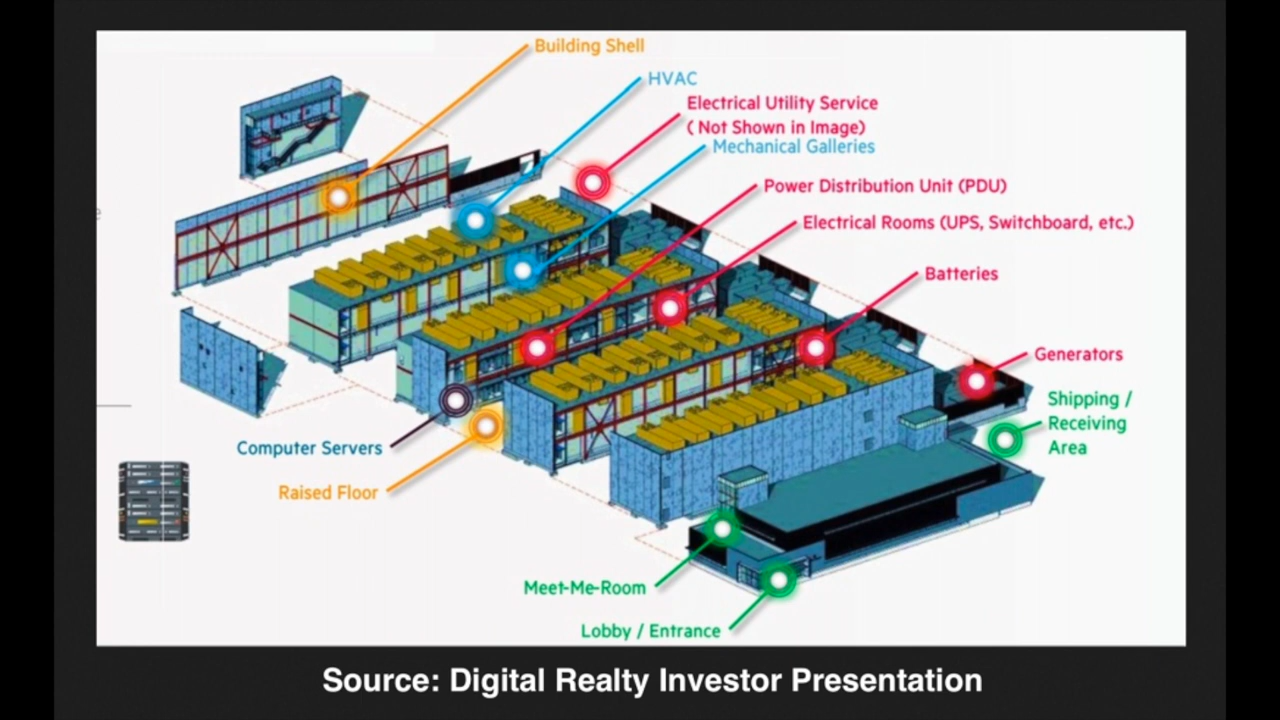 Building Shell
HVAC
Electrical Utility Service
( Not Shown in Image)
Mechanical Galleries
Power Distribution Unit (PDU)
Electrical Rooms (UPS, Switchboard, etc.)
Batteries
Generators
Shipping /
Receiving
Area
Computer Servers
Raised Floor
Meet-Me-Room
Lobby / Entrance
Source: Digital Realty Investor Presentation